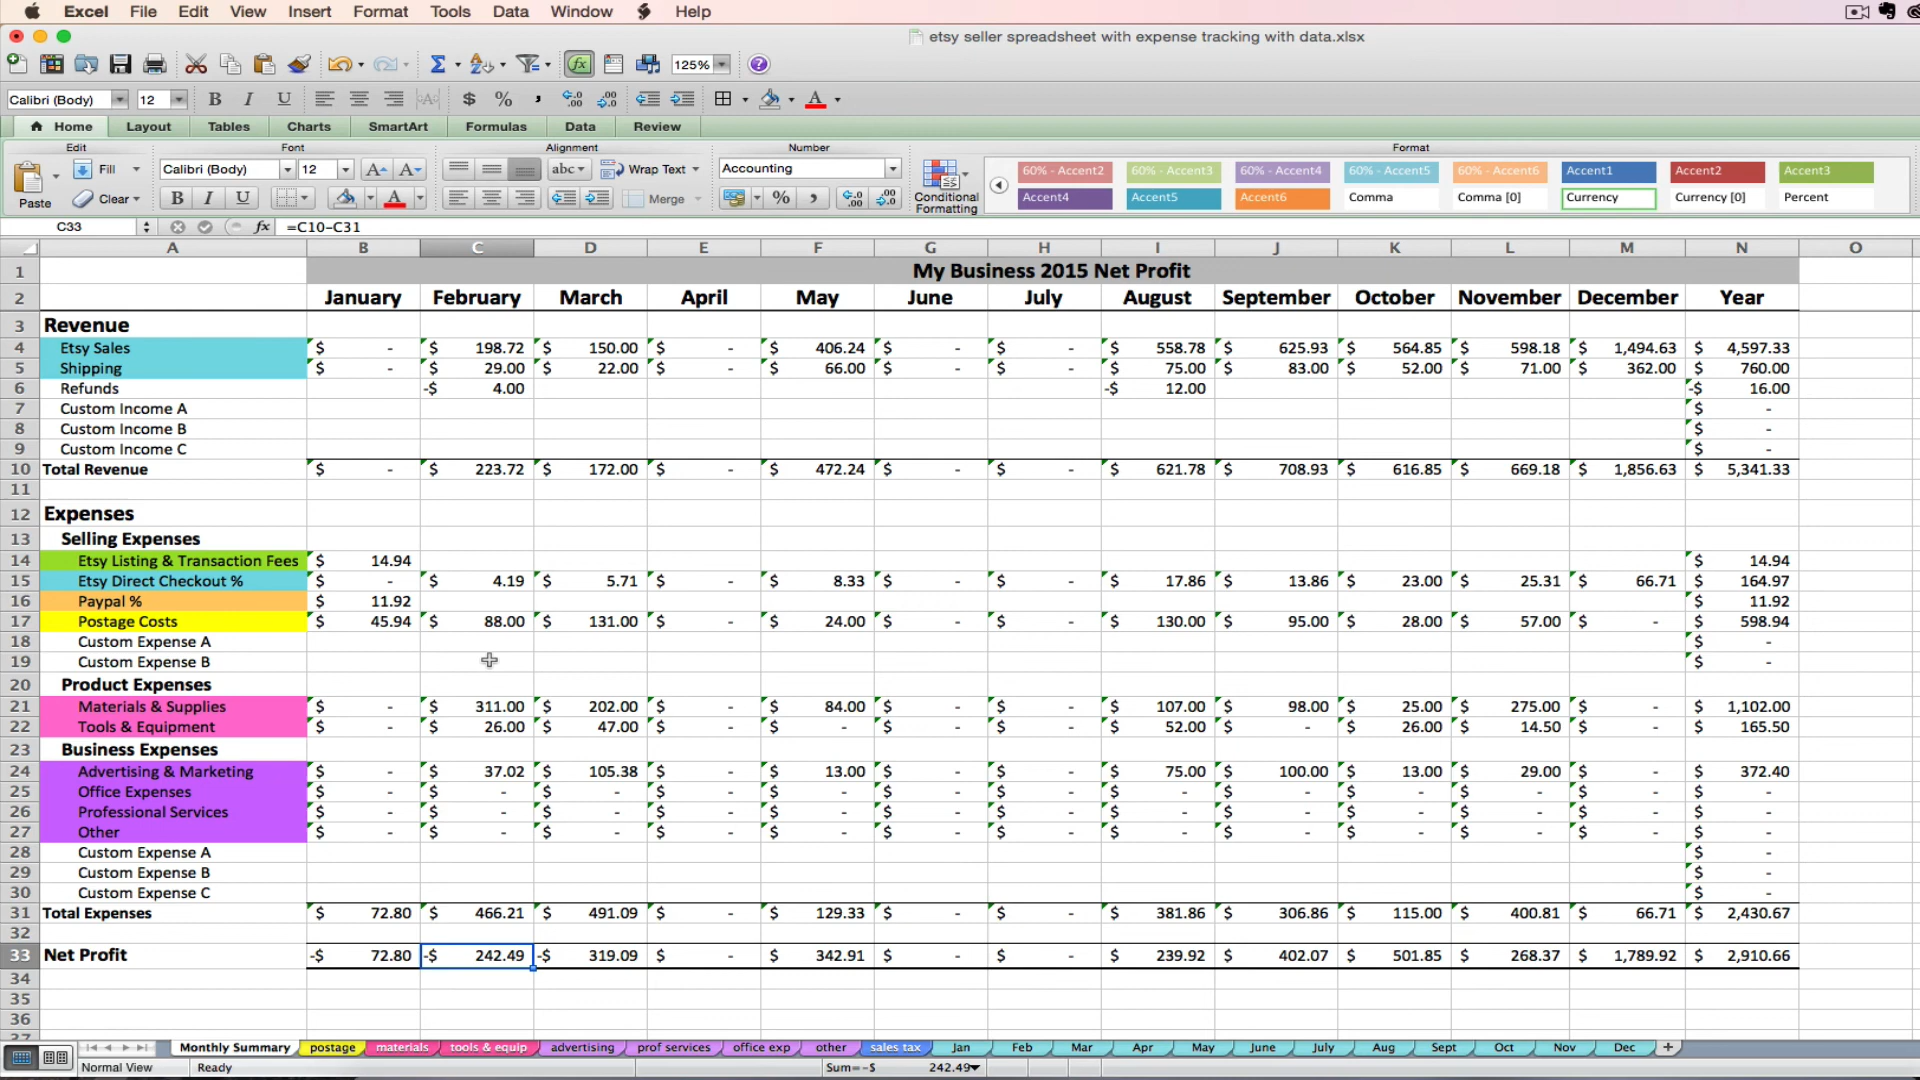 Excel File Edit View Insert Format Tools Data Window Help
etsy seller spreadsheet with expense tracking with data.xlsx
125%
Calibri (Body) 12 B I U $ %
Home Layout Tables Charts SmartArt Formulas Data Review
Edit Font Alignment Number Format
Fill Calibri (Body) 12 abc Wrap Text Accounting 60% - Accent2 60% - Accent3 60% - Accent4 60% - Accent5 60% - Accent6 Accent1 Accent2 Accent3
Paste Clear B I U Merge % Conditional Formatting Accent4 Accent5 Accent6 Comma Comma [0] Currency Currency [0] Percent
C33 fx =C10-C31
A B C D E F G H I J K L M N O
1 My Business 2015 Net Profit
2 January February March April May June July August September October November December Year
3 Revenue
4 Etsy Sales $ - $ 198.72 $ 150.00 $ - $ 406.24 $ - $ - $ 558.78 $ 625.93 $ 564.85 $ 598.18 $ 1,494.63 $ 4,597.33
5 Shipping $ - $ 29.00 $ 22.00 $ - $ 66.00 $ - $ - $ 75.00 $ 83.00 $ 52.00 $ 71.00 $ 362.00 $ 760.00
6 Refunds -$ 4.00 -$ 12.00 -$ 16.00
7 Custom Income A $ -
8 Custom Income B $ -
9 Custom Income C $ -
10 Total Revenue $ - $ 223.72 $ 172.00 $ - $ 472.24 $ - $ - $ 621.78 $ 708.93 $ 616.85 $ 669.18 $ 1,856.63 $ 5,341.33
11
12 Expenses
13 Selling Expenses
14 Etsy Listing & Transaction Fees $ 14.94 $ 14.94
15 Etsy Direct Checkout % $ - $ 4.19 $ 5.71 $ - $ 8.33 $ - $ - $ 17.86 $ 13.86 $ 23.00 $ 25.31 $ 66.71 $ 164.97
16 Paypal % $ 11.92 $ 11.92
17 Postage Costs $ 45.94 $ 88.00 $ 131.00 $ - $ 24.00 $ - $ - $ 130.00 $ 95.00 $ 28.00 $ 57.00 $ - $ 598.94
18 Custom Expense A $ -
19 Custom Expense B $ -
20 Product Expenses
21 Materials & Supplies $ - $ 311.00 $ 202.00 $ - $ 84.00 $ - $ - $ 107.00 $ 98.00 $ 25.00 $ 275.00 $ - $ 1,102.00
22 Tools & Equipment $ - $ 26.00 $ 47.00 $ - $ - $ - $ - $ 52.00 $ - $ 26.00 $ 14.50 $ - $ 165.50
23 Business Expenses
24 Advertising & Marketing $ - $ 37.02 $ 105.38 $ - $ 13.00 $ - $ - $ 75.00 $ 100.00 $ 13.00 $ 29.00 $ - $ 372.40
25 Office Expenses $ - $ - $ - $ - $ - $ - $ - $ - $ - $ - $ - $ - $ -
26 Professional Services $ - $ - $ - $ - $ - $ - $ - $ - $ - $ - $ - $ - $ -
27 Other $ - $ - $ - $ - $ - $ - $ - $ - $ - $ - $ - $ - $ -
28 Custom Expense A $ -
29 Custom Expense B $ -
30 Custom Expense C $ -
31 Total Expenses $ 72.80 $ 466.21 $ 491.09 $ - $ 129.33 $ - $ - $ 381.86 $ 306.86 $ 115.00 $ 400.81 $ 66.71 $ 2,430.67
32
33 Net Profit -$ 72.80 -$ 242.49 -$ 319.09 $ - $ 342.91 $ - $ - $ 239.92 $ 402.07 $ 501.85 $ 268.37 $ 1,789.92 $ 2,910.66
34
35
36
37
Monthly Summary postage materials tools & equip advertising prof services office exp other sales tax Jan Feb Mar Apr May June July Aug Sept Oct Nov Dec +
Normal View Ready Sum=-$ 242.49